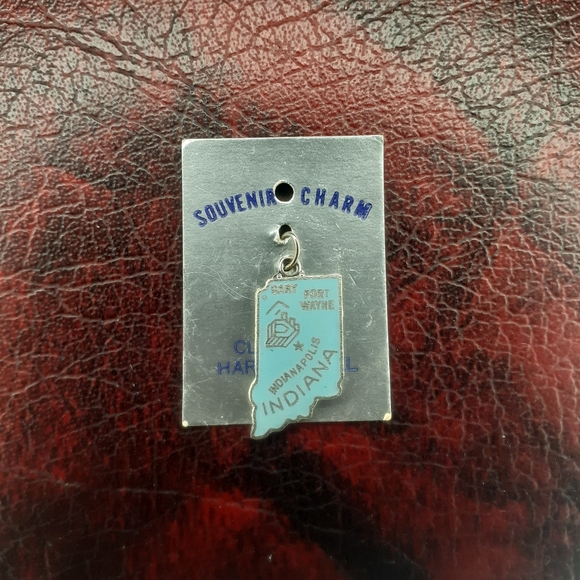 SOUVENIR CHARM
GARY FORT
WAYNE
INDIANAPOLIS
INDIANA